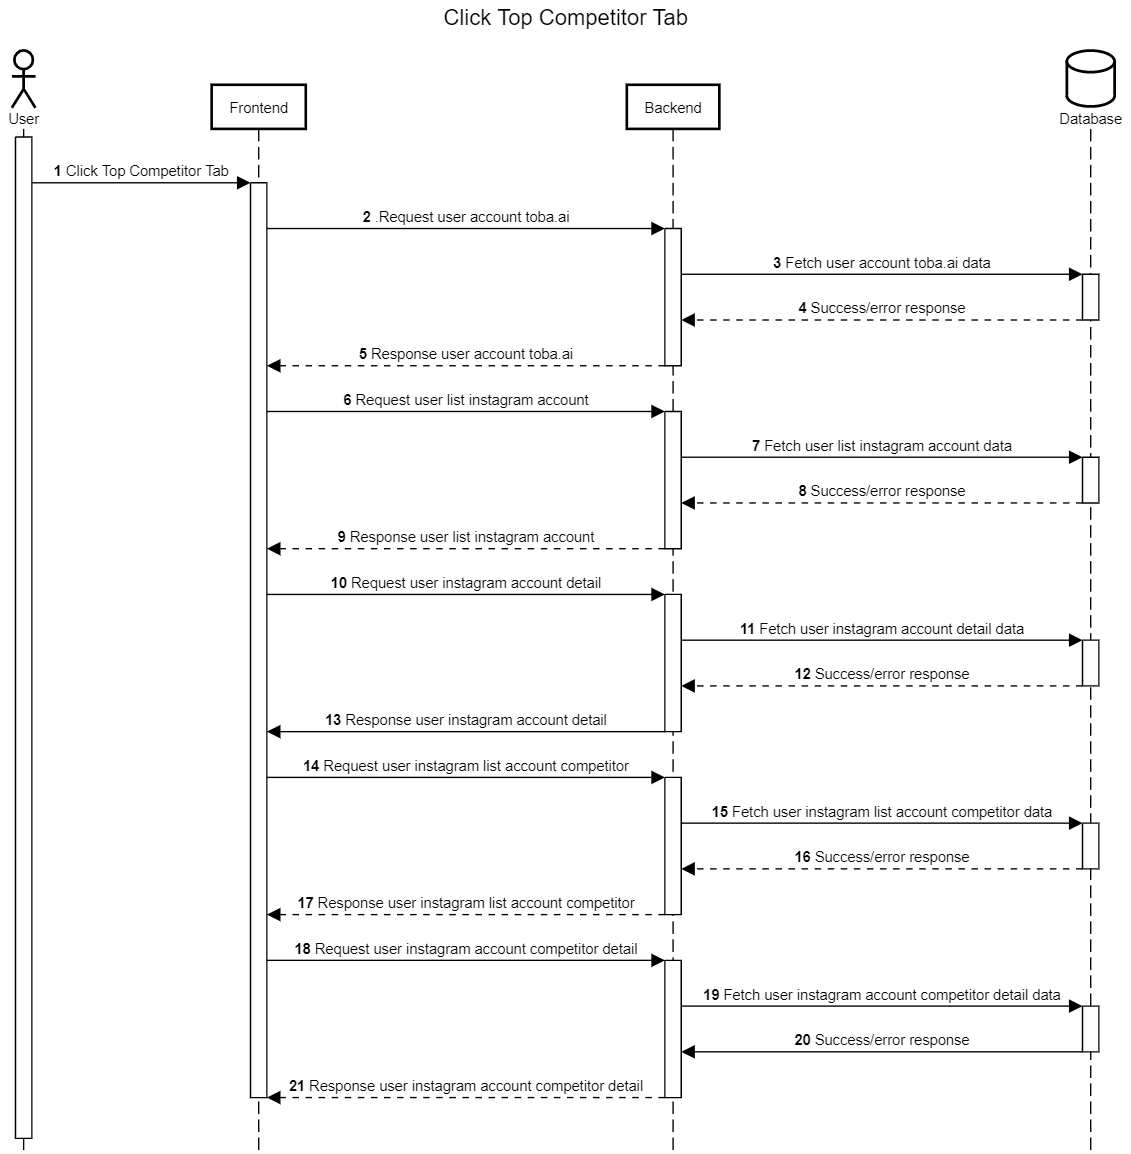 Click Top Competitor Tab
User
Frontend
Backend
Database
1 Click Top Competitor Tab
2 .Request user account toba.ai
3 Fetch user account toba.ai data
4 Success/error response
5 Response user account toba.ai
6 Request user list instagram account
7 Fetch user list instagram account data
8 Success/error response
9 Response user list instagram account
10 Request user instagram account detail
11 Fetch user instagram account detail data
12 Success/error response
13 Response user instagram account detail
14 Request user instagram list account competitor
15 Fetch user instagram list account competitor data
16 Success/error response
17 Response user instagram list account competitor
18 Request user instagram account competitor detail
19 Fetch user instagram account competitor detail data
20 Success/error response
21 Response user instagram account competitor detail